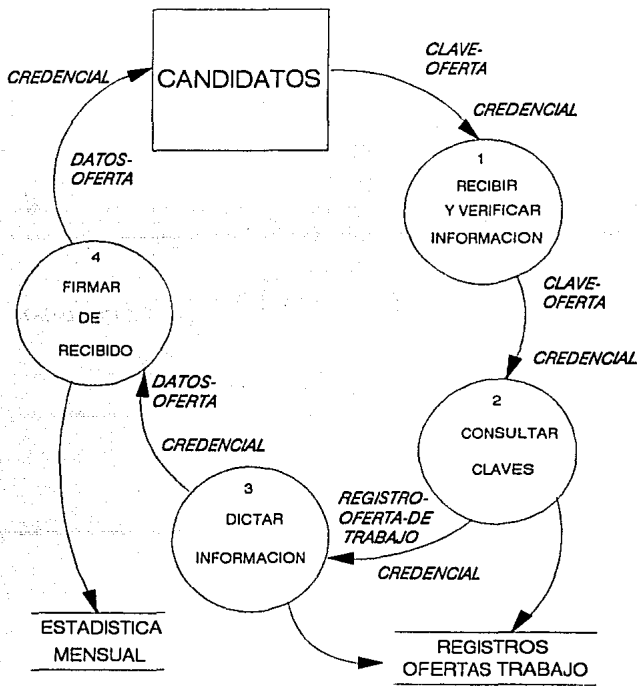 CREDENCIAL
CANDIDATOS
CLAVE-
OFERTA
CREDENCIAL
DATOS-
OFERTA
1
RECIBIR
Y VERIFICAR
INFORMACION
4
FIRMAR
DE
RECIBIDO
CLAVE-
OFERTA
CREDENCIAL
DATOS-
OFERTA
CREDENCIAL
2
CONSULTAR
CLAVES
3
DICTAR
INFORMACION
REGISTRO-
OFERTA-DE
TRABAJO
CREDENCIAL
ESTADISTICA
MENSUAL
REGISTROS
OFERTAS TRABAJO